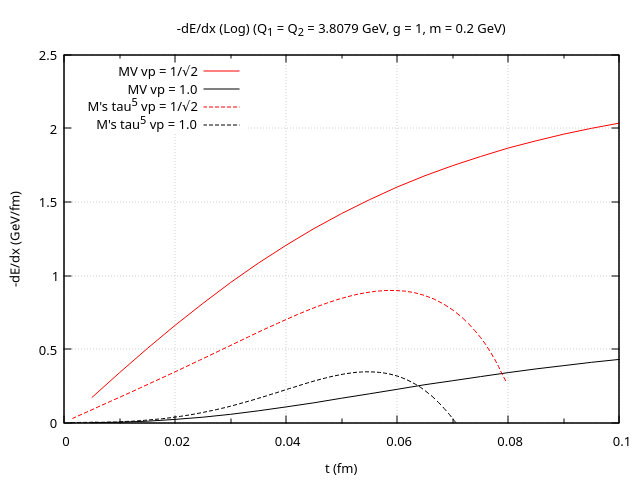 -dE/dx (Log) (Q1 = Q2 = 3.8079 GeV, g = 1, m = 0.2 GeV)
MV vp = 1/√2
MV vp = 1.0
M's tau5 vp = 1/√2
M's tau5 vp = 1.0
-dE/dx (GeV/fm)
2.5
2
1.5
1
0.5
0
0 0.02 0.04 0.06 0.08 0.1
t (fm)